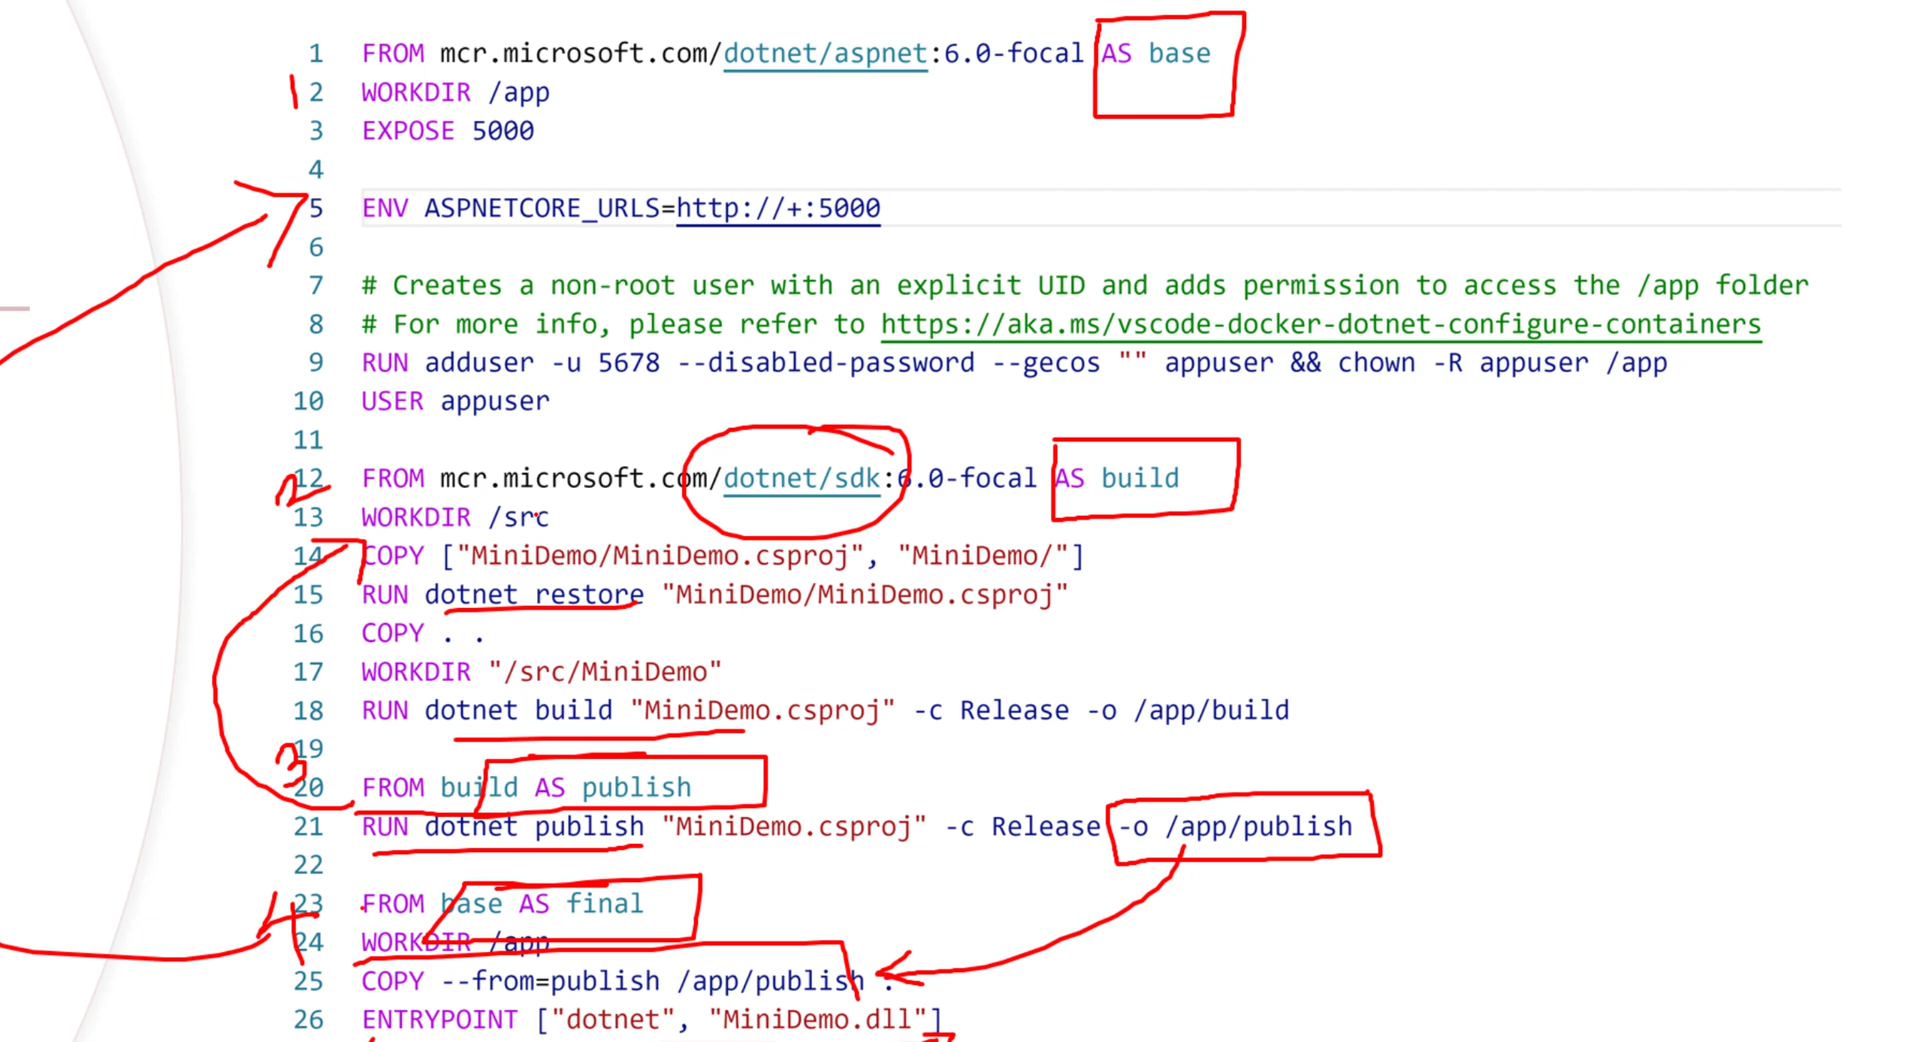 1 FROM mcr.microsoft.com/dotnet/aspnet:6.0-focal AS base
1
2 WORKDIR /app
3 EXPOSE 5000
4
5 ENV ASPNETCORE_URLS=http://+:5000
6
7 # Creates a non-root user with an explicit UID and adds permission to access the /app folder
8 # For more info, please refer to https://aka.ms/vscode-docker-dotnet-configure-containers
9 RUN adduser -u 5678 --disabled-password --gecos "" appuser && chown -R appuser /app
10 USER appuser
11
12 FROM mcr.microsoft.com/dotnet/sdk:6.0-focal AS build
2
13 WORKDIR /src
14 COPY ["MiniDemo/MiniDemo.csproj", "MiniDemo/"]
15 RUN dotnet restore "MiniDemo/MiniDemo.csproj"
16 COPY . .
17 WORKDIR "/src/MiniDemo"
18 RUN dotnet build "MiniDemo.csproj" -c Release -o /app/build
19
3
20 FROM build AS publish
21 RUN dotnet publish "MiniDemo.csproj" -c Release -o /app/publish
22
23 FROM base AS final
4
24 WORKDIR /app
25 COPY --from=publish /app/publish .
26 ENTRYPOINT ["dotnet", "MiniDemo.dll"]